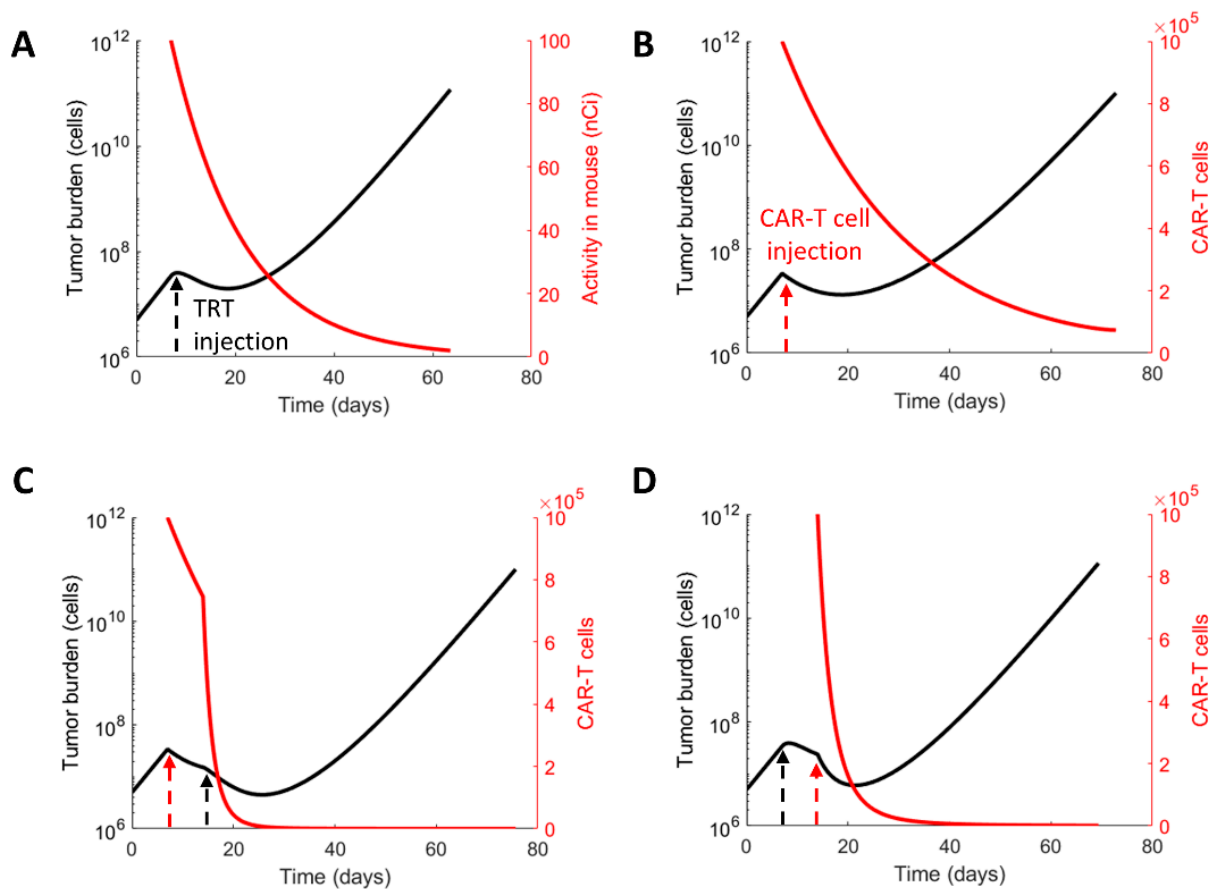 A
Tumor burden (cells)
10^12
10^10
10^8
10^6
100
80
60
40
20
0
Activity in mouse (nCi)
TRT
injection
0 20 40 60 80
Time (days)
B
×10^5
Tumor burden (cells)
10^12
10^10
10^8
10^6
10
8
6
4
2
0
CAR-T cells
CAR-T cell
injection
0 20 40 60 80
Time (days)
C
×10^5
Tumor burden (cells)
10^12
10^10
10^8
10^6
10
8
6
4
2
0
CAR-T cells
0 20 40 60 80
Time (days)
D
×10^5
Tumor burden (cells)
10^12
10^10
10^8
10^6
10
8
6
4
2
0
CAR-T cells
0 20 40 60 80
Time (days)